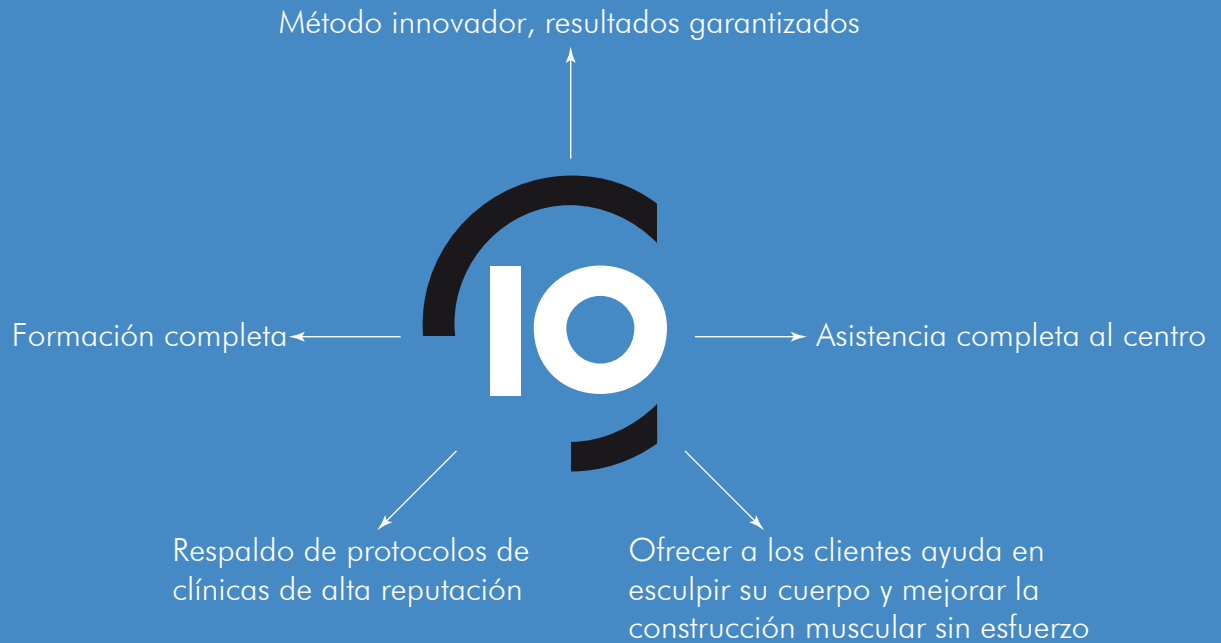 Método innovador, resultados garantizados
10
Formación completa
Asistencia completa al centro
Respaldo de protocolos de
clínicas de alta reputación
Ofrecer a los clientes ayuda en
esculpir su cuerpo y mejorar la
construcción muscular sin esfuerzo